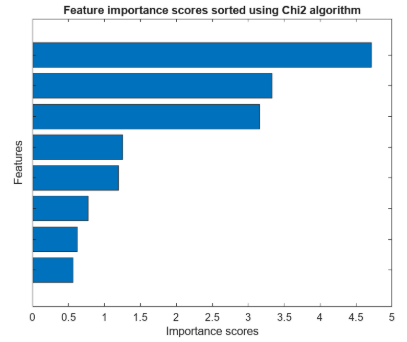 Feature importance scores sorted using Chi2 algorithm
Features
0 0.5 1 1.5 2 2.5 3 3.5 4 4.5 5
Importance scores